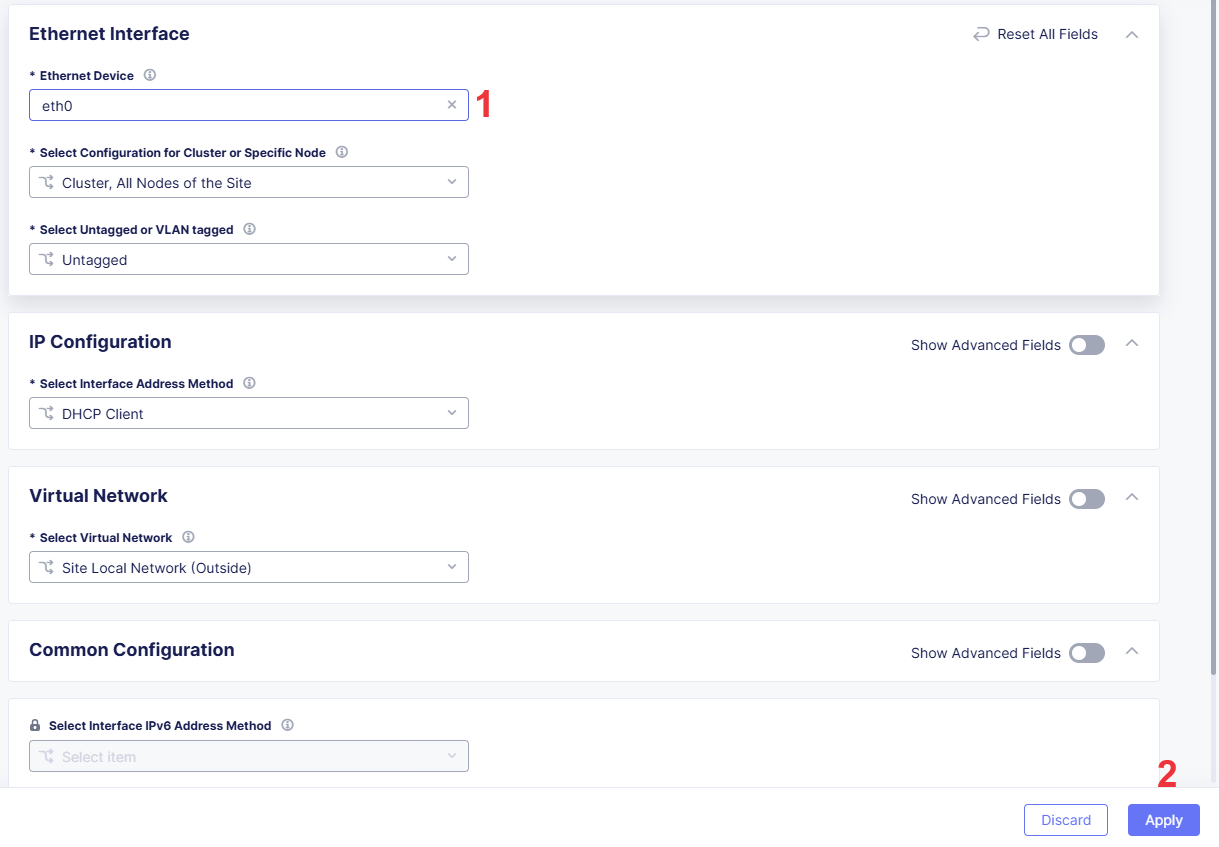 Ethernet Interface
Reset All Fields
* Ethernet Device
eth0
1
* Select Configuration for Cluster or Specific Node
Cluster, All Nodes of the Site
* Select Untagged or VLAN tagged
Untagged
IP Configuration
Show Advanced Fields
* Select Interface Address Method
DHCP Client
Virtual Network
Show Advanced Fields
* Select Virtual Network
Site Local Network (Outside)
Common Configuration
Show Advanced Fields
Select Interface IPv6 Address Method
Select item
2
Discard
Apply